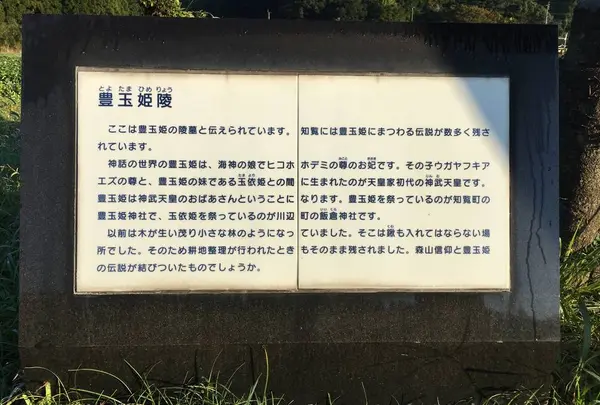 とよ たま ひめ りょう
豊玉姫陵
ここは豊玉姫の陵墓と伝えられています。知覧には豊玉姫にまつわる伝説が数多く残さ
れています。
神話の世界の豊玉姫は、海神の娘でヒコホホデミの尊のお妃です。その子ウガヤフキア
エズの尊と、豊玉姫の妹である玉依姫との間に生まれたのが天皇家初代の神武天皇です。
豊玉姫は神武天皇のおばあさんということになります。豊玉姫を祭っているのが知覧町の
豊玉姫神社で、玉依姫を祭っているのが川辺町の飯倉神社です。
以前は木が生い茂り小さな林のようになっていました。そこは鍬も入れてはならない場
所でした。そのため耕地整理が行われたときもそのまま残されました。森山信仰と豊玉姫
の伝説が結びついたものでしょうか。